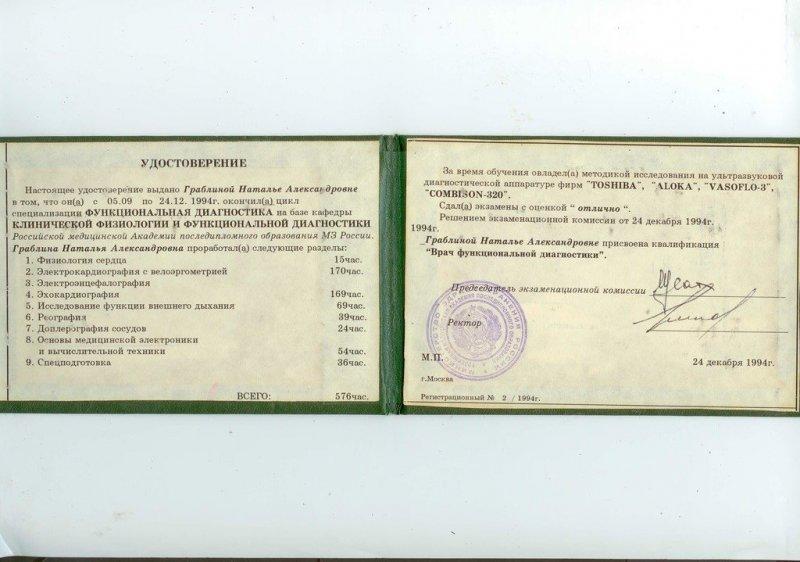 УДОСТОВЕРЕНИЕ
Настоящее удостоверение выдано Граблиной Наталье Александровне
в том, что он(а) с 05.09 по 24.12. 1994г. окончил(а) цикл
специализации ФУНКЦИОНАЛЬНАЯ ДИАГНОСТИКА на базе кафедры
КЛИНИЧЕСКОЙ ФИЗИОЛОГИИ И ФУНКЦИОНАЛЬНОЙ ДИАГНОСТИКИ
Российской медицинской Академии последипломного образования МЗ России.
Граблина Наталья Александровна проработал(а) следующие разделы:
1. Физиология сердца 15час.
2. Электрокардиография с велоэргометрией 170час.
3. Электроэнцефалография
4. Эхокардиография 169час.
5. Исследование функции внешнего дыхания 69час.
6. Реография 39час.
7. Доплерография сосудов 24час.
8. Основы медицинской электроники
и вычислительной техники 54час.
9. Спецподготовка 36час.
ВСЕГО: 576час.
За время обучения овладел(а) методикой исследования на ультразвуковой
диагностической аппаратуре фирм "TOSHIBA", "ALOKA", "VASOFLO-3",
"COMBISON-320".
Сдал(а) экзамены с оценкой " отлично ".
Решением экзаменационной комиссии от 24 декабря 1994г.
1994г.
Граблиной Наталье Александровне присвоена квалификация
"Врач функциональной диагностики".
Председатель экзаменационной комиссии
Ректор
М.П.
24 декабря 1994г.
г.Москва
Регистрационный № 2 / 1994г.